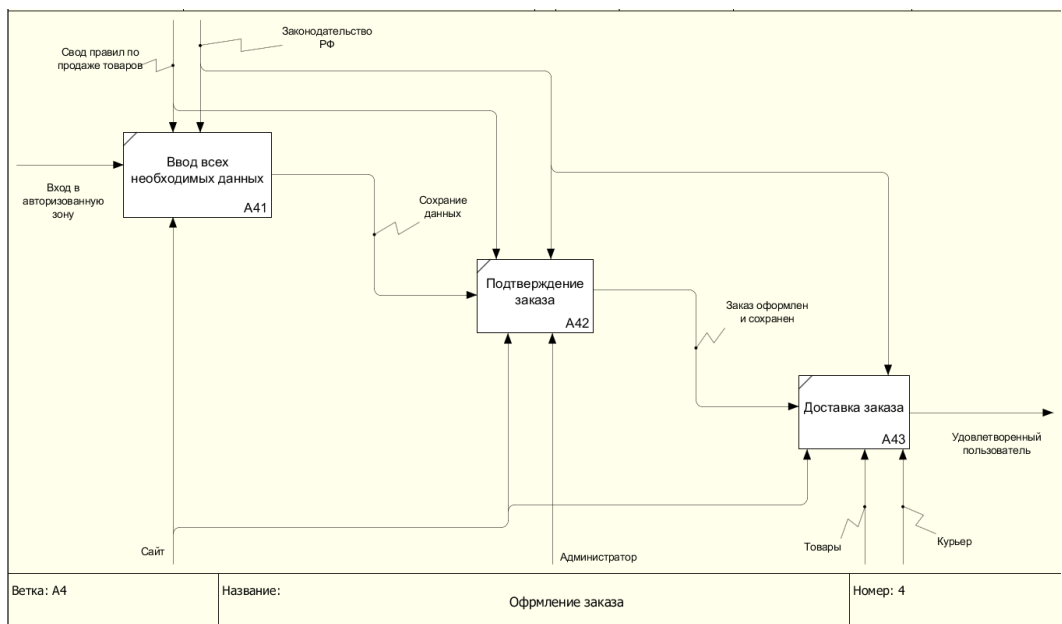 Свод правил по
продаже товаров
Законодательство
РФ
Ввод всех
необходимых данных
A41
Вход в
авторизованную
зону
Сохрание
данных
Подтверждение
заказа
A42
Заказ оформлен
и сохранен
Доставка заказа
A43
Удовлетворенный
пользователь
Сайт
Администратор
Товары
Курьер
Ветка: A4
Название:
Офрмление заказа
Номер: 4